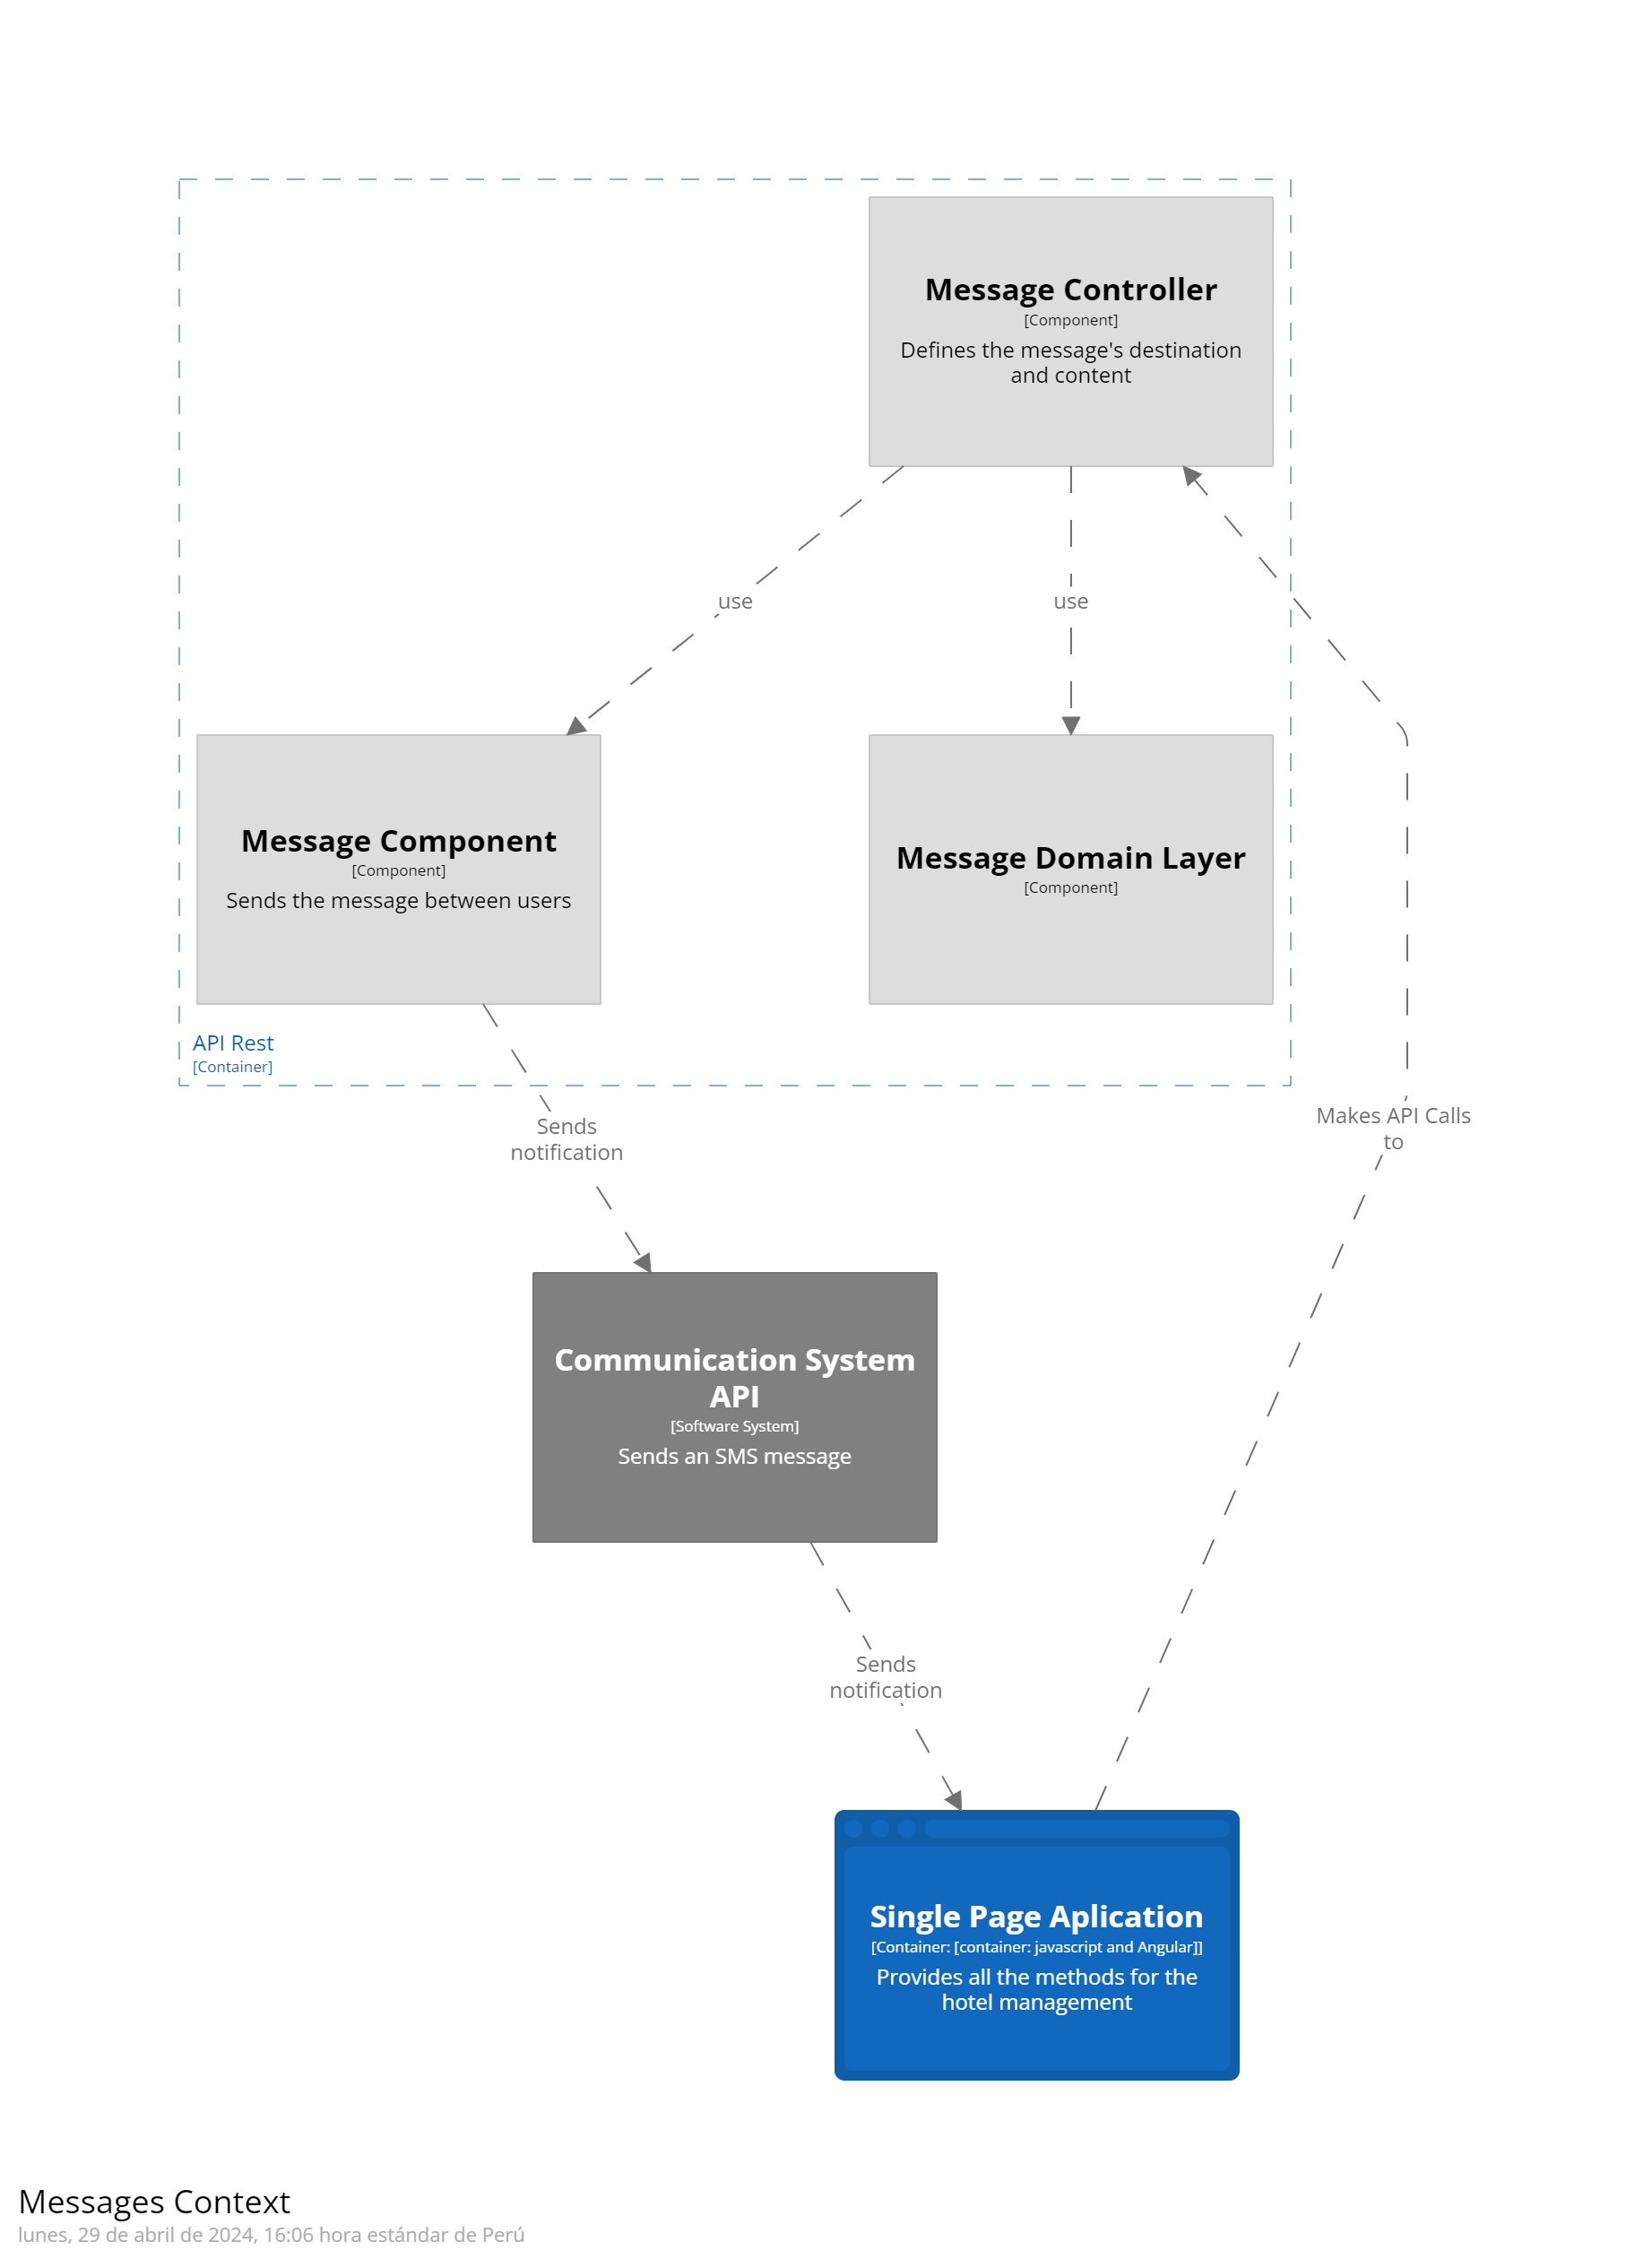 Message Controller
[Component]
Defines the message's destination
and content
use
use
Message Component
[Component]
Sends the message between users
Message Domain Layer
[Component]
API Rest
[Container]
Sends
notification
Makes API Calls
to
Communication System
API
[Software System]
Sends an SMS message
Sends
notification
Single Page Aplication
[Container: [container: javascript and Angular]]
Provides all the methods for the
hotel management
Messages Context
lunes, 29 de abril de 2024, 16:06 hora estándar de Perú